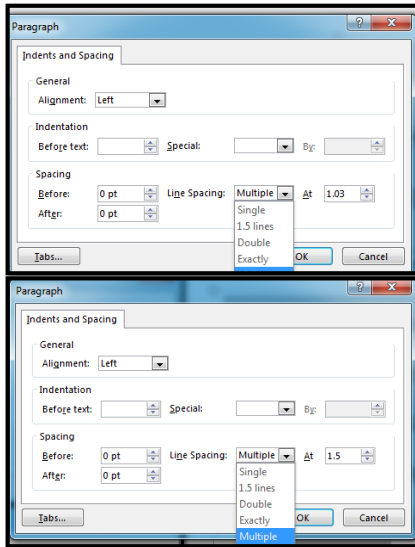 Paragraph
Indents and Spacing
General
Alignment: Left
Indentation
Before text: Special: By:
Spacing
Before: 0 pt Line Spacing: Multiple At 1.03
After: 0 pt
Single
1.5 lines
Double
Exactly
Tabs... OK Cancel
Paragraph
Indents and Spacing
General
Alignment: Left
Indentation
Before text: Special: By:
Spacing
Before: 0 pt Line Spacing: Multiple At 1.5
After: 0 pt
Single
1.5 lines
Double
Exactly
Tabs... OK Cancel
Multiple